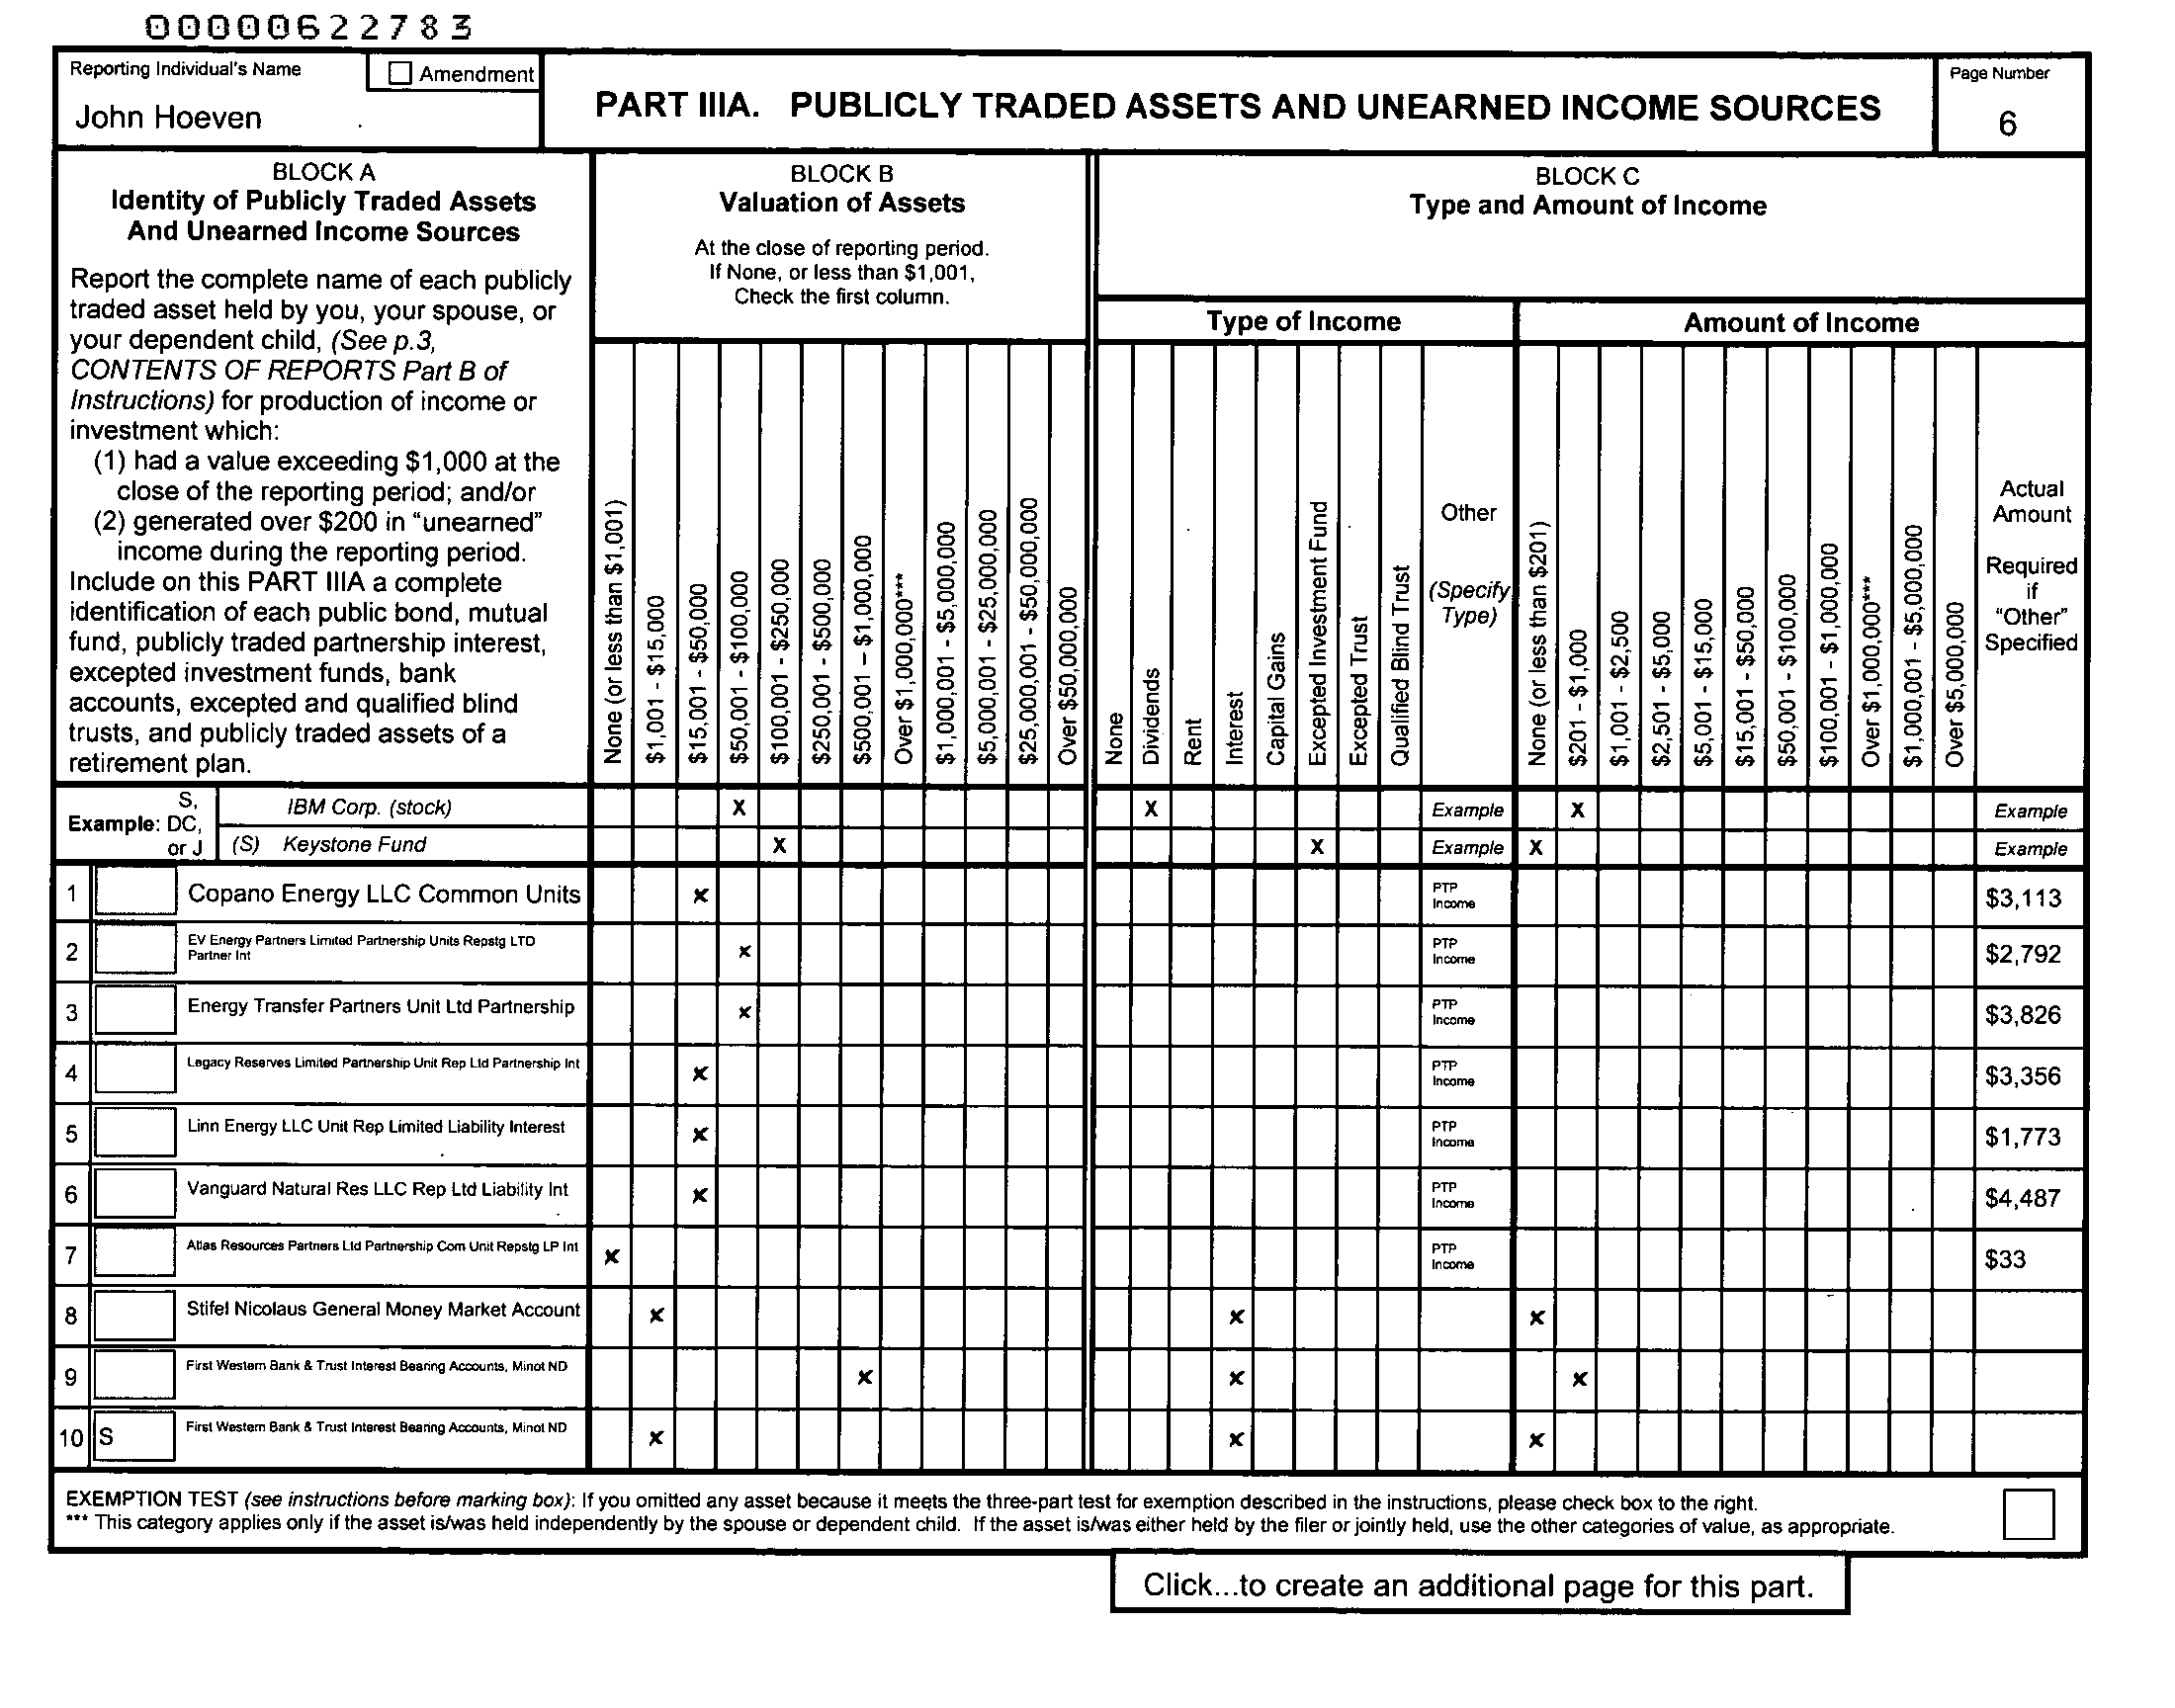 00000622783
Reporting Individual's Name
Amendment
John Hoeven
PART IIIA. PUBLICLY TRADED ASSETS AND UNEARNED INCOME SOURCES
Page Number
6
BLOCK A
Identity of Publicly Traded Assets
And Unearned Income Sources
Report the complete name of each publicly
traded asset held by you, your spouse, or
your dependent child, (See p.3,
CONTENTS OF REPORTS Part B of
Instructions) for production of income or
investment which:
(1) had a value exceeding $1,000 at the
close of the reporting period; and/or
(2) generated over $200 in "unearned"
income during the reporting period.
Include on this PART IIIA a complete
identification of each public bond, mutual
fund, publicly traded partnership interest,
excepted investment funds, bank
accounts, excepted and qualified blind
trusts, and publicly traded assets of a
retirement plan.
BLOCK B
Valuation of Assets
At the close of reporting period.
If None, or less than $1,001,
Check the first column.
None (or less than $1,001)
$1,001 - $15,000
$15,001 - $50,000
$50,001 - $100,000
$100,001 - $250,000
$250,001 - $500,000
$500,001 – $1,000,000
Over $1,000,000***
$1,000,001 - $5,000,000
$5,000,001 - $25,000,000
$25,000,001 - $50,000,000
Over $50,000,000
BLOCK C
Type and Amount of Income
Type of Income
None
Dividends
Rent
Interest
Capital Gains
Excepted Investment Fund
Excepted Trust
Qualified Blind Trust
Other
(Specify
Type)
Amount of Income
None (or less than $201)
$201 - $1,000
$1,001 - $2,500
$2,501 - $5,000
$5,001 - $15,000
$15,001 - $50,000
$50,001 - $100,000
$100,001 - $1,000,000
Over $1,000,000***
$1,000,001 - $5,000,000
Over $5,000,000
Actual
Amount
Required
if
"Other"
Specified
Example: S, DC, or J
IBM Corp. (stock) X X Example X Example
(S) Keystone Fund X X Example X Example
1 Copano Energy LLC Common Units x PTP Income $3,113
2 EV Energy Partners Limited Partnership Units Repstg LTD Partner Int x PTP Income $2,792
3 Energy Transfer Partners Unit Ltd Partnership x PTP Income $3,826
4 Legacy Reserves Limited Partnership Unit Rep Ltd Partnership Int x PTP Income $3,356
5 Linn Energy LLC Unit Rep Limited Liability Interest x PTP Income $1,773
6 Vanguard Natural Res LLC Rep Ltd Liability Int x PTP Income $4,487
7 Atlas Resources Partners Ltd Partnership Com Unit Repstg LP Int x PTP Income $33
8 Stifel Nicolaus General Money Market Account x x x
9 First Western Bank & Trust Interest Bearing Accounts, Minot ND x x x
10 S First Western Bank & Trust Interest Bearing Accounts, Minot ND x x x
EXEMPTION TEST (see instructions before marking box): If you omitted any asset because it meets the three-part test for exemption described in the instructions, please check box to the right.
*** This category applies only if the asset is/was held independently by the spouse or dependent child. If the asset is/was either held by the filer or jointly held, use the other categories of value, as appropriate.
Click...to create an additional page for this part.